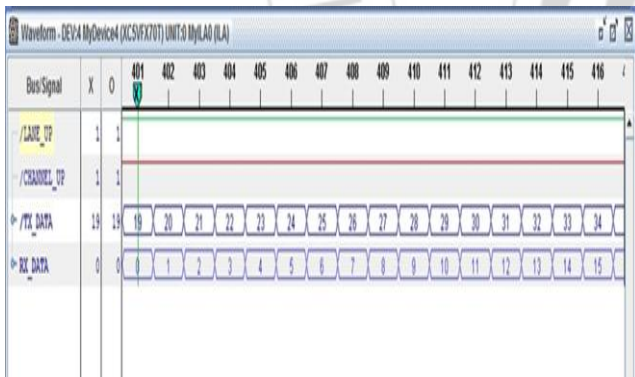 Waveform - DEV:4 MyDevice4 (XC5VFX70T) UNIT:0 MyILA0 (ILA)
Bus/Signal X O 401 402 403 404 405 406 407 408 409 410 411 412 413 414 415 416
/LANE_UP 1 1
/CHANNEL_UP 1 1
/TX_DATA 19 19 19 20 21 22 23 24 25 26 27 28 29 30 31 32 33 34
RX_DATA 0 0 0 1 2 3 4 5 6 7 8 9 10 11 12 13 14 15